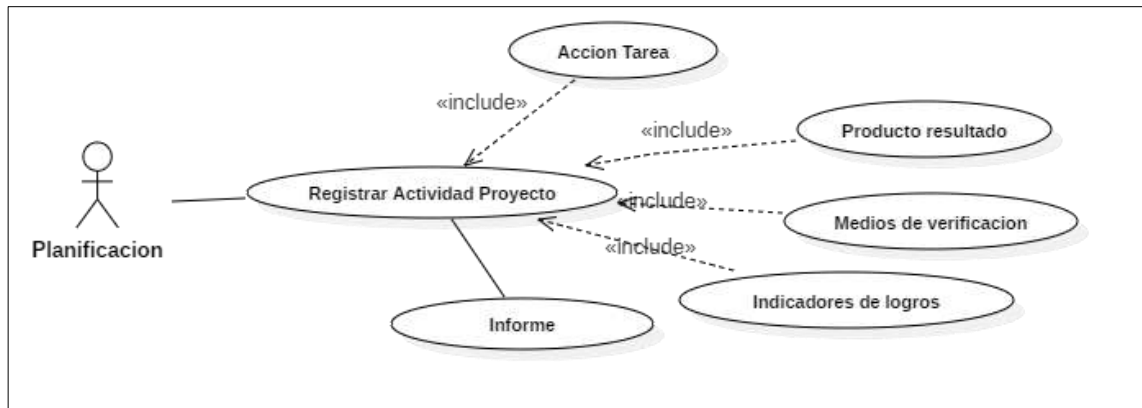 Accion Tarea
«include»
«include»
Producto resultado
Registrar Actividad Proyecto
«include»
Medios de verificacion
Planificacion
«include»
Indicadores de logros
Informe